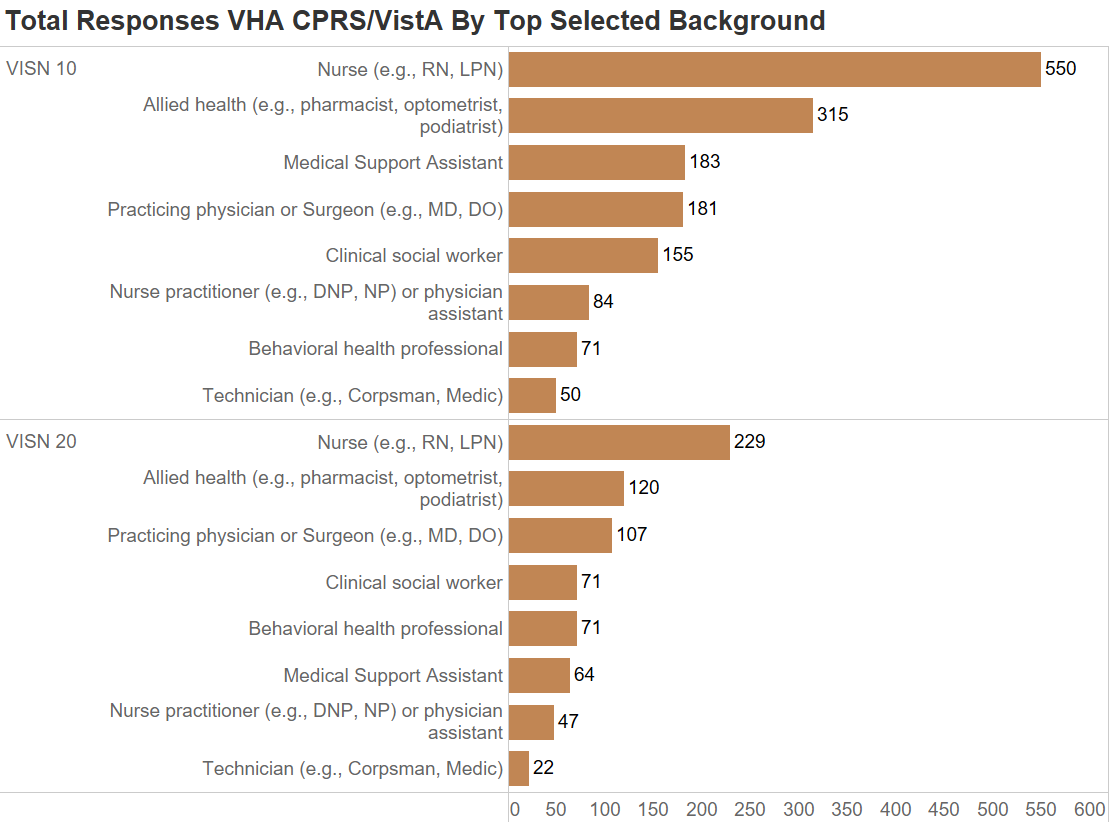 Total Responses VHA CPRS/VistA By Top Selected Background
VISN 10
Nurse (e.g., RN, LPN)
550
Allied health (e.g., pharmacist, optometrist,
podiatrist)
315
Medical Support Assistant
183
Practicing physician or Surgeon (e.g., MD, DO)
181
Clinical social worker
155
Nurse practitioner (e.g., DNP, NP) or physician
assistant
84
Behavioral health professional
71
Technician (e.g., Corpsman, Medic)
50
VISN 20
Nurse (e.g., RN, LPN)
229
Allied health (e.g., pharmacist, optometrist,
podiatrist)
120
Practicing physician or Surgeon (e.g., MD, DO)
107
Clinical social worker
71
Behavioral health professional
71
Medical Support Assistant
64
Nurse practitioner (e.g., DNP, NP) or physician
assistant
47
Technician (e.g., Corpsman, Medic)
22
0 50 100 150 200 250 300 350 400 450 500 550 600